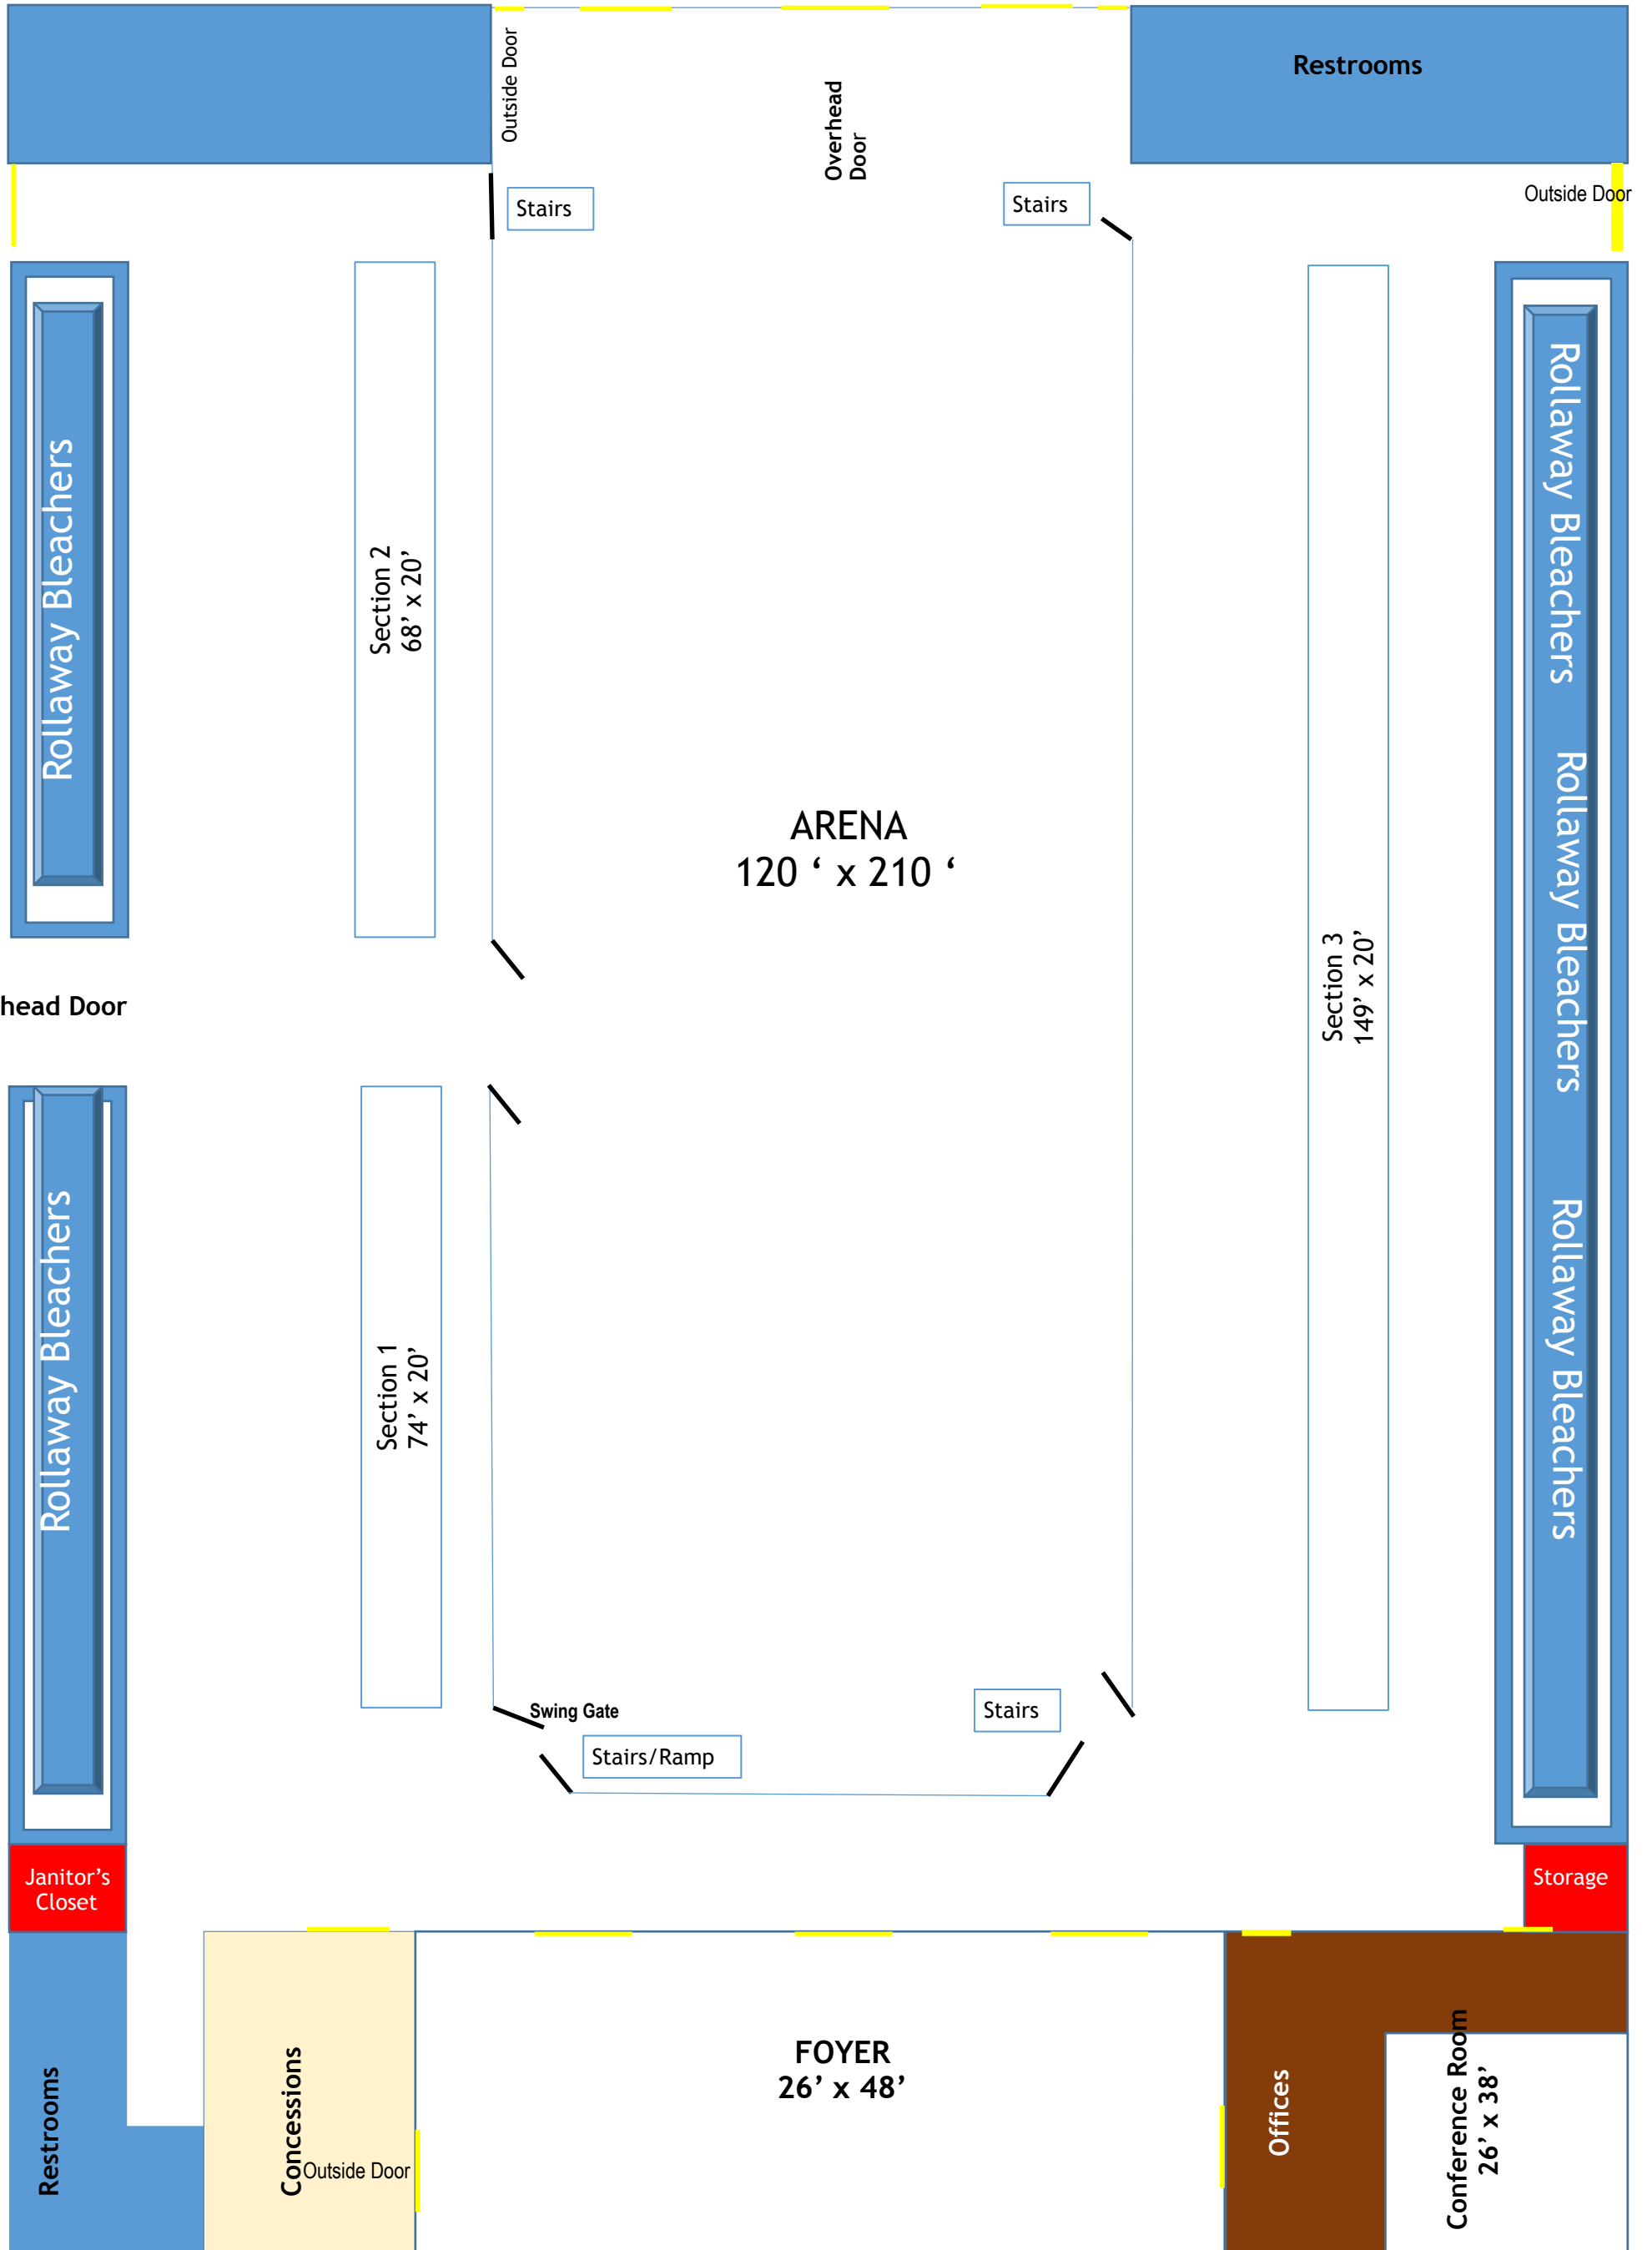 Outside Door
Overhead
Door
Restrooms
Outside Door
Stairs
Stairs
Rollaway Bleachers
Section 2
68’ x 20’
Rollaway Bleachers
ARENA
120 ‘ x 210 ‘
Rollaway Bleachers
head Door
Section 3
149’ x 20’
Rollaway Bleachers
Section 1
74’ x 20’
Rollaway Bleachers
Swing Gate
Stairs
Stairs/Ramp
Janitor’s
Closet
Storage
Restrooms
Concessions
Outside Door
FOYER
26’ x 48’
Offices
Conference Room
26’ x 38’